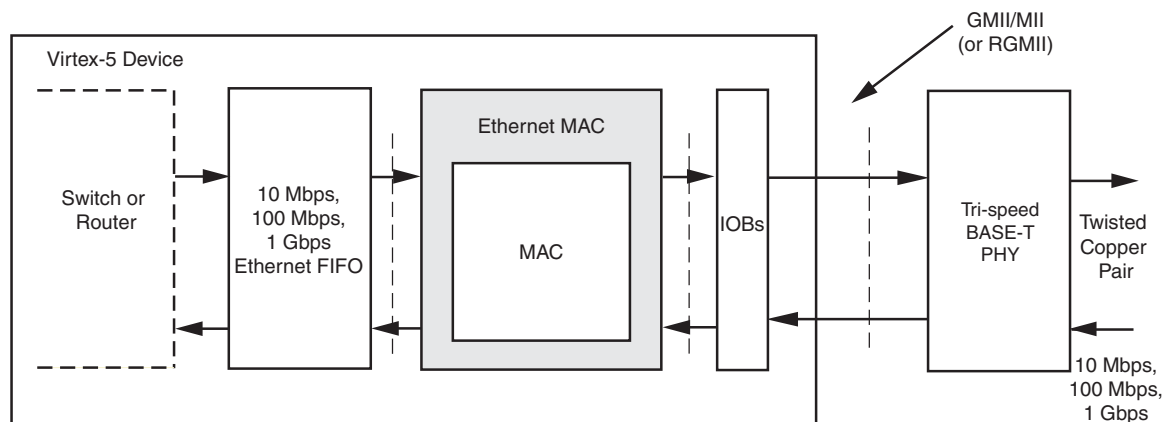 GMII/MII
(or RGMII)
Virtex-5 Device
Switch or
Router
10 Mbps,
100 Mbps,
1 Gbps
Ethernet FIFO
Ethernet MAC
MAC
IOBs
Tri-speed
BASE-T
PHY
Twisted
Copper
Pair
10 Mbps,
100 Mbps,
1 Gbps